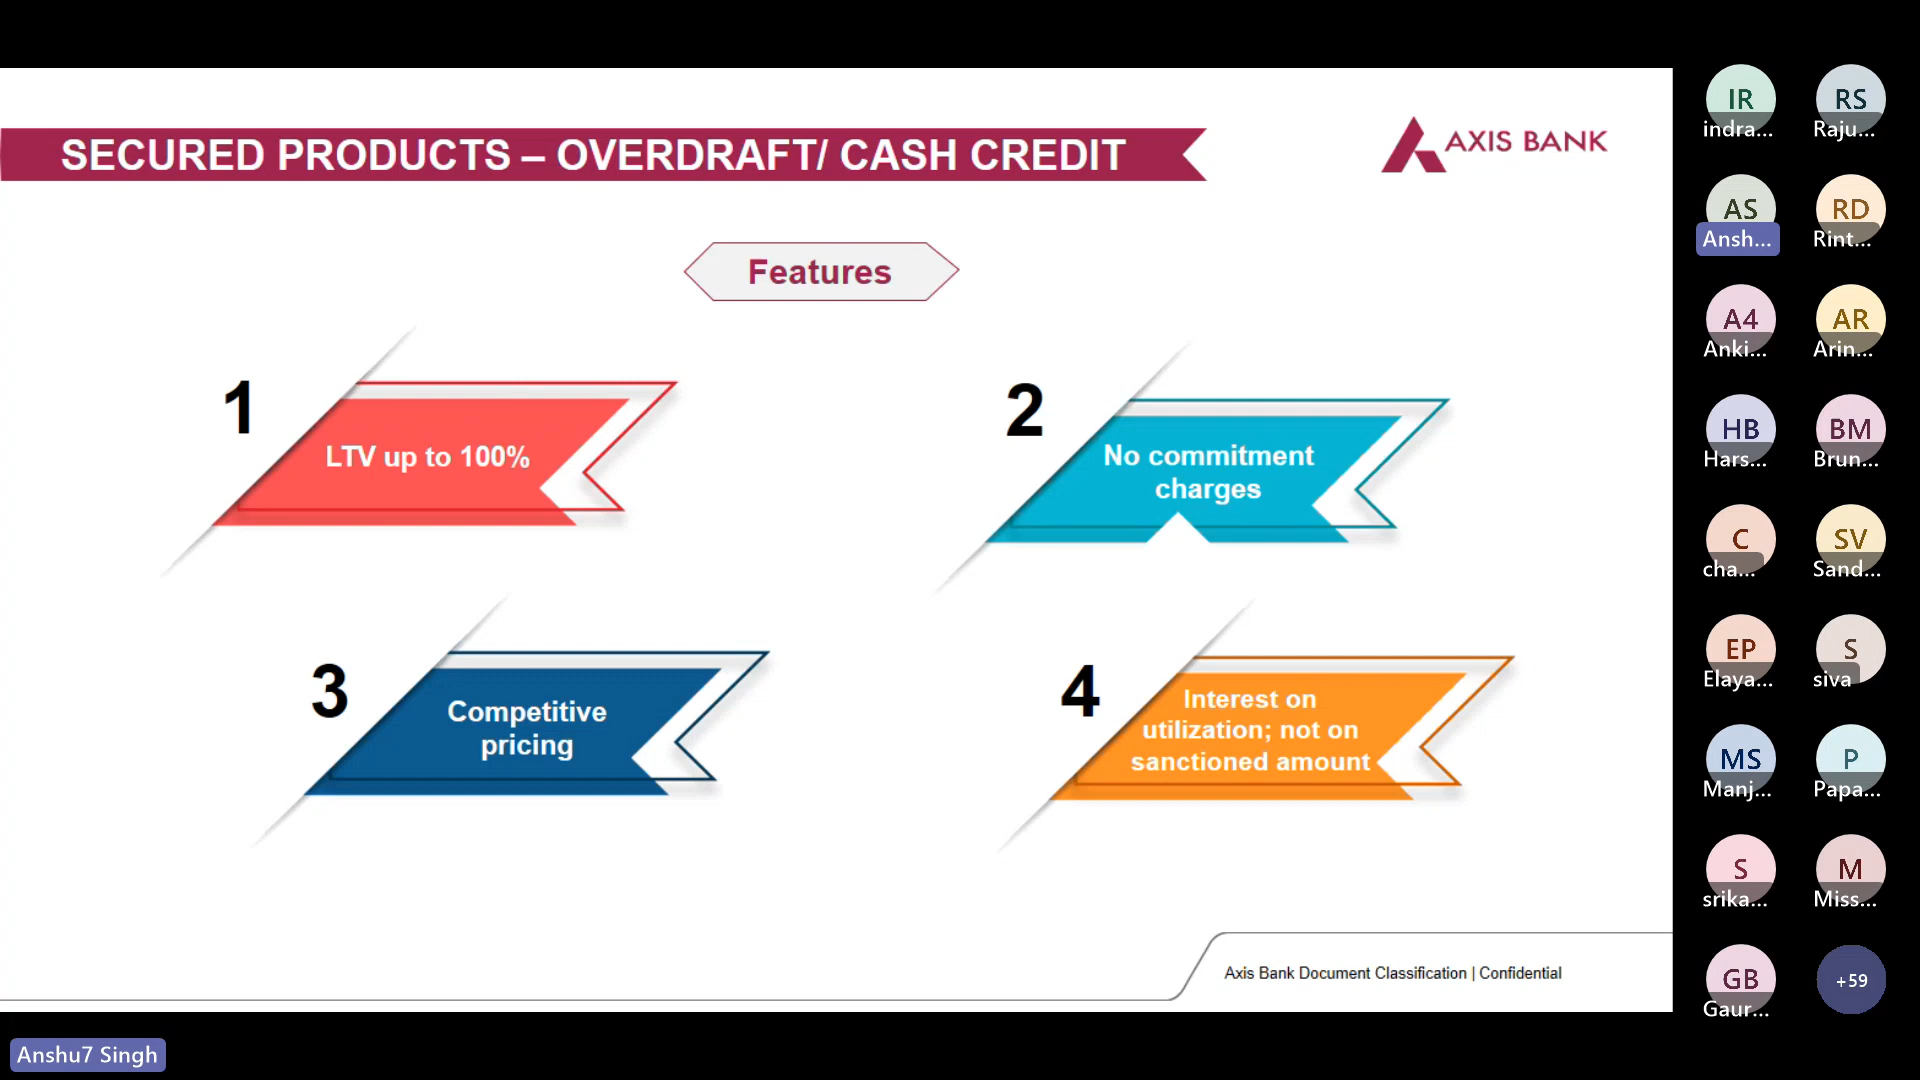 SECURED PRODUCTS – OVERDRAFT/ CASH CREDIT
AXIS BANK
Features
1
LTV up to 100%
2
No commitment
charges
3
Competitive
pricing
4
Interest on
utilization; not on
sanctioned amount
Axis Bank Document Classification | Confidential
Anshu7 Singh
IR
indra...
RS
Raju...
AS
Ansh...
RD
Rint...
A4
Anki...
AR
Arin...
HB
Hars...
BM
Brun...
C
cha...
SV
Sand...
EP
Elaya...
S
siva
MS
Manj...
P
Papa...
S
srika...
M
Miss...
GB
Gaur...
+59